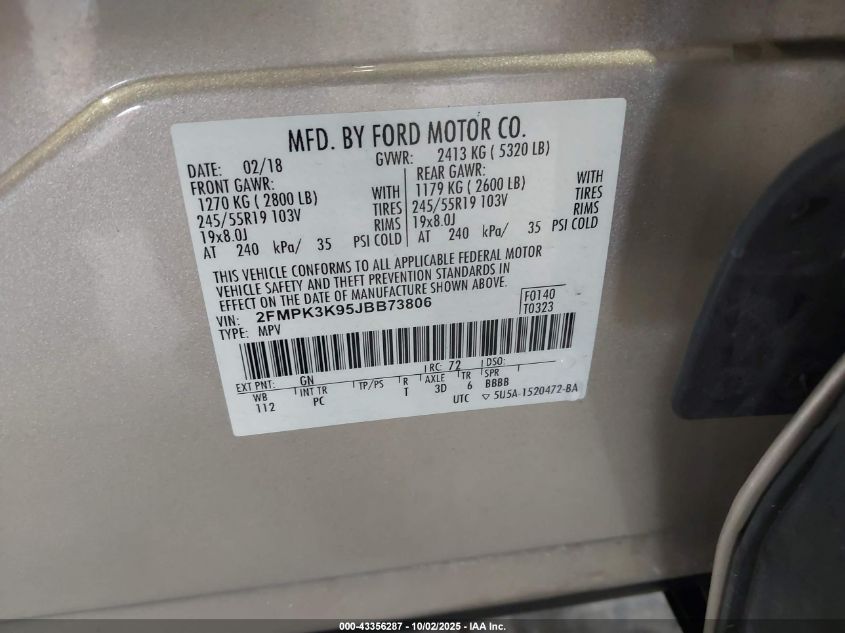 MFD. BY FORD MOTOR CO.
DATE: 02/18 GVWR: 2413 KG ( 5320 LB)
FRONT GAWR: REAR GAWR:
1270 KG ( 2800 LB) WITH 1179 KG ( 2600 LB) WITH
245/55R19 103V TIRES 245/55R19 103V TIRES
19x8.0J RIMS 19x8.0J RIMS
AT 240 kPa/ 35 PSI COLD AT 240 kPa/ 35 PSI COLD
THIS VEHICLE CONFORMS TO ALL APPLICABLE FEDERAL MOTOR
VEHICLE SAFETY AND THEFT PREVENTION STANDARDS IN
EFFECT ON THE DATE OF MANUFACTURE SHOWN ABOVE.
VIN: 2FMPK3K95JBB73806 F0140
TYPE: MPV T0323
RC: 72 DSO:
EXT PNT: GN
WB INT TR TP/PS R AXLE TR SPR
112 PC T 3D 6 BBBB
UTC ▽ 5U5A-1520472-BA
000-43356287 - 10/02/2025 - IAA Inc.